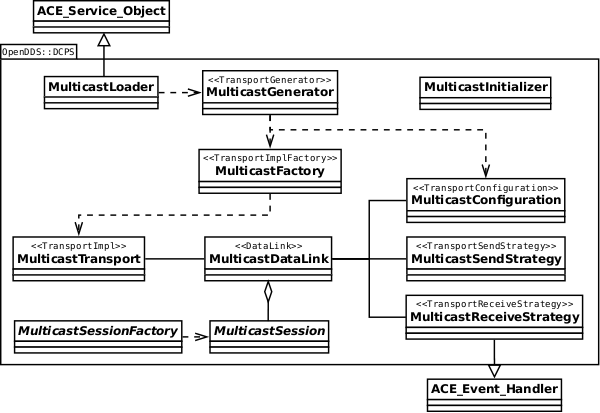 ACE_Service_Object
OpenDDS::DCPS
MulticastLoader
<<TransportGenerator>>
MulticastGenerator
MulticastInitializer
<<TransportImplFactory>>
MulticastFactory
<<TransportConfiguration>>
MulticastConfiguration
<<TransportImpl>>
MulticastTransport
<<DataLink>>
MulticastDataLink
<<TransportSendStrategy>>
MulticastSendStrategy
<<TransportReceiveStrategy>>
MulticastReceiveStrategy
MulticastSessionFactory
MulticastSession
ACE_Event_Handler